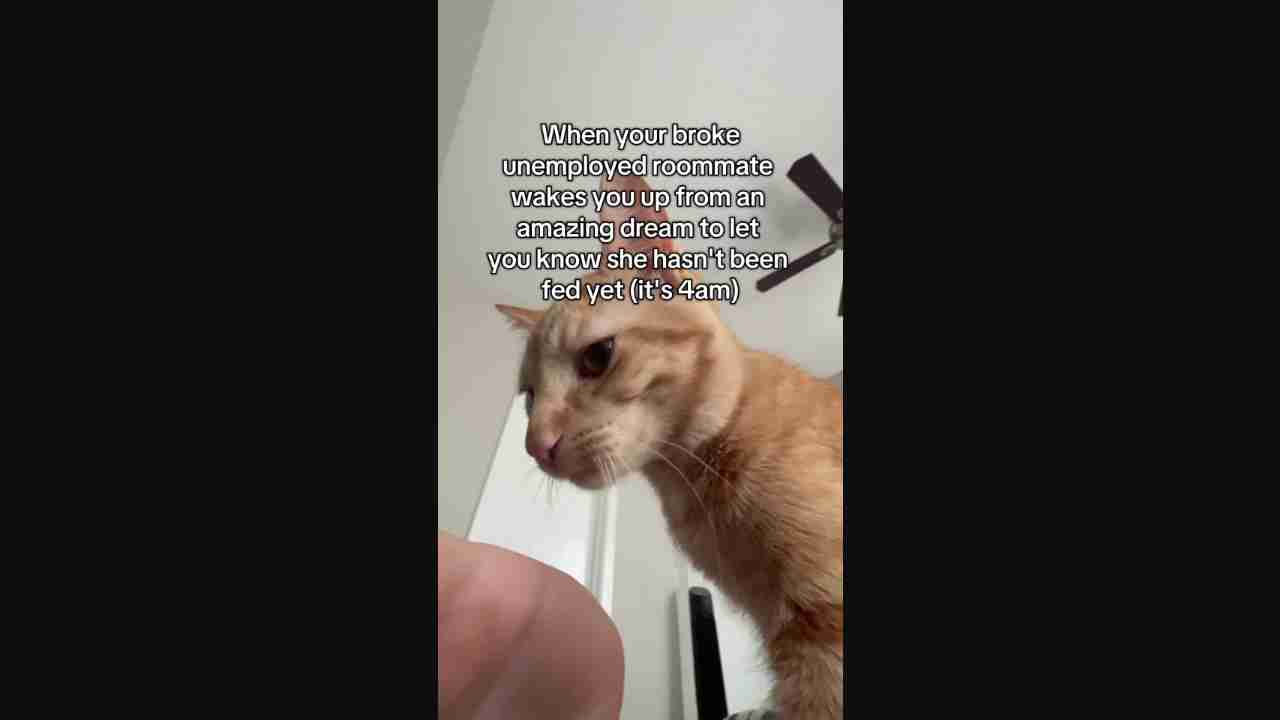 When your broke
unemployed roommate
wakes you up from an
amazing dream to let
you know she hasn't been
fed yet (it's 4am)